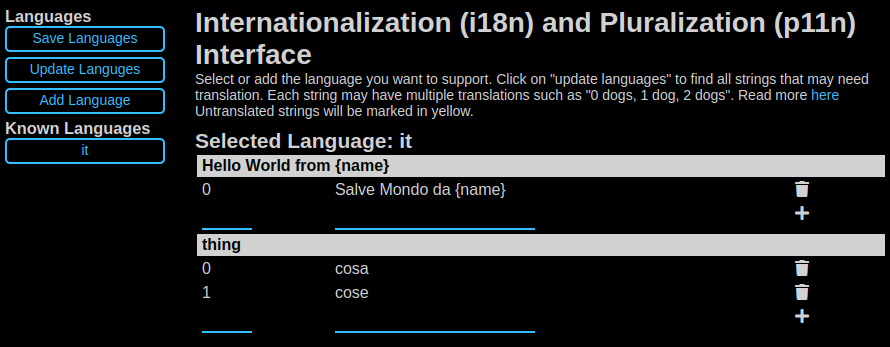 Languages
Save Languages
Update Languges
Add Language
Known Languages
it
Internationalization (i18n) and Pluralization (p11n)
Interface
Select or add the language you want to support. Click on "update languages" to find all strings that may need
translation. Each string may have multiple translations such as "0 dogs, 1 dog, 2 dogs". Read more here
Untranslated strings will be marked in yellow.
Selected Language: it
Hello World from {name}
0 Salve Mondo da {name}
thing
0 cosa
1 cose